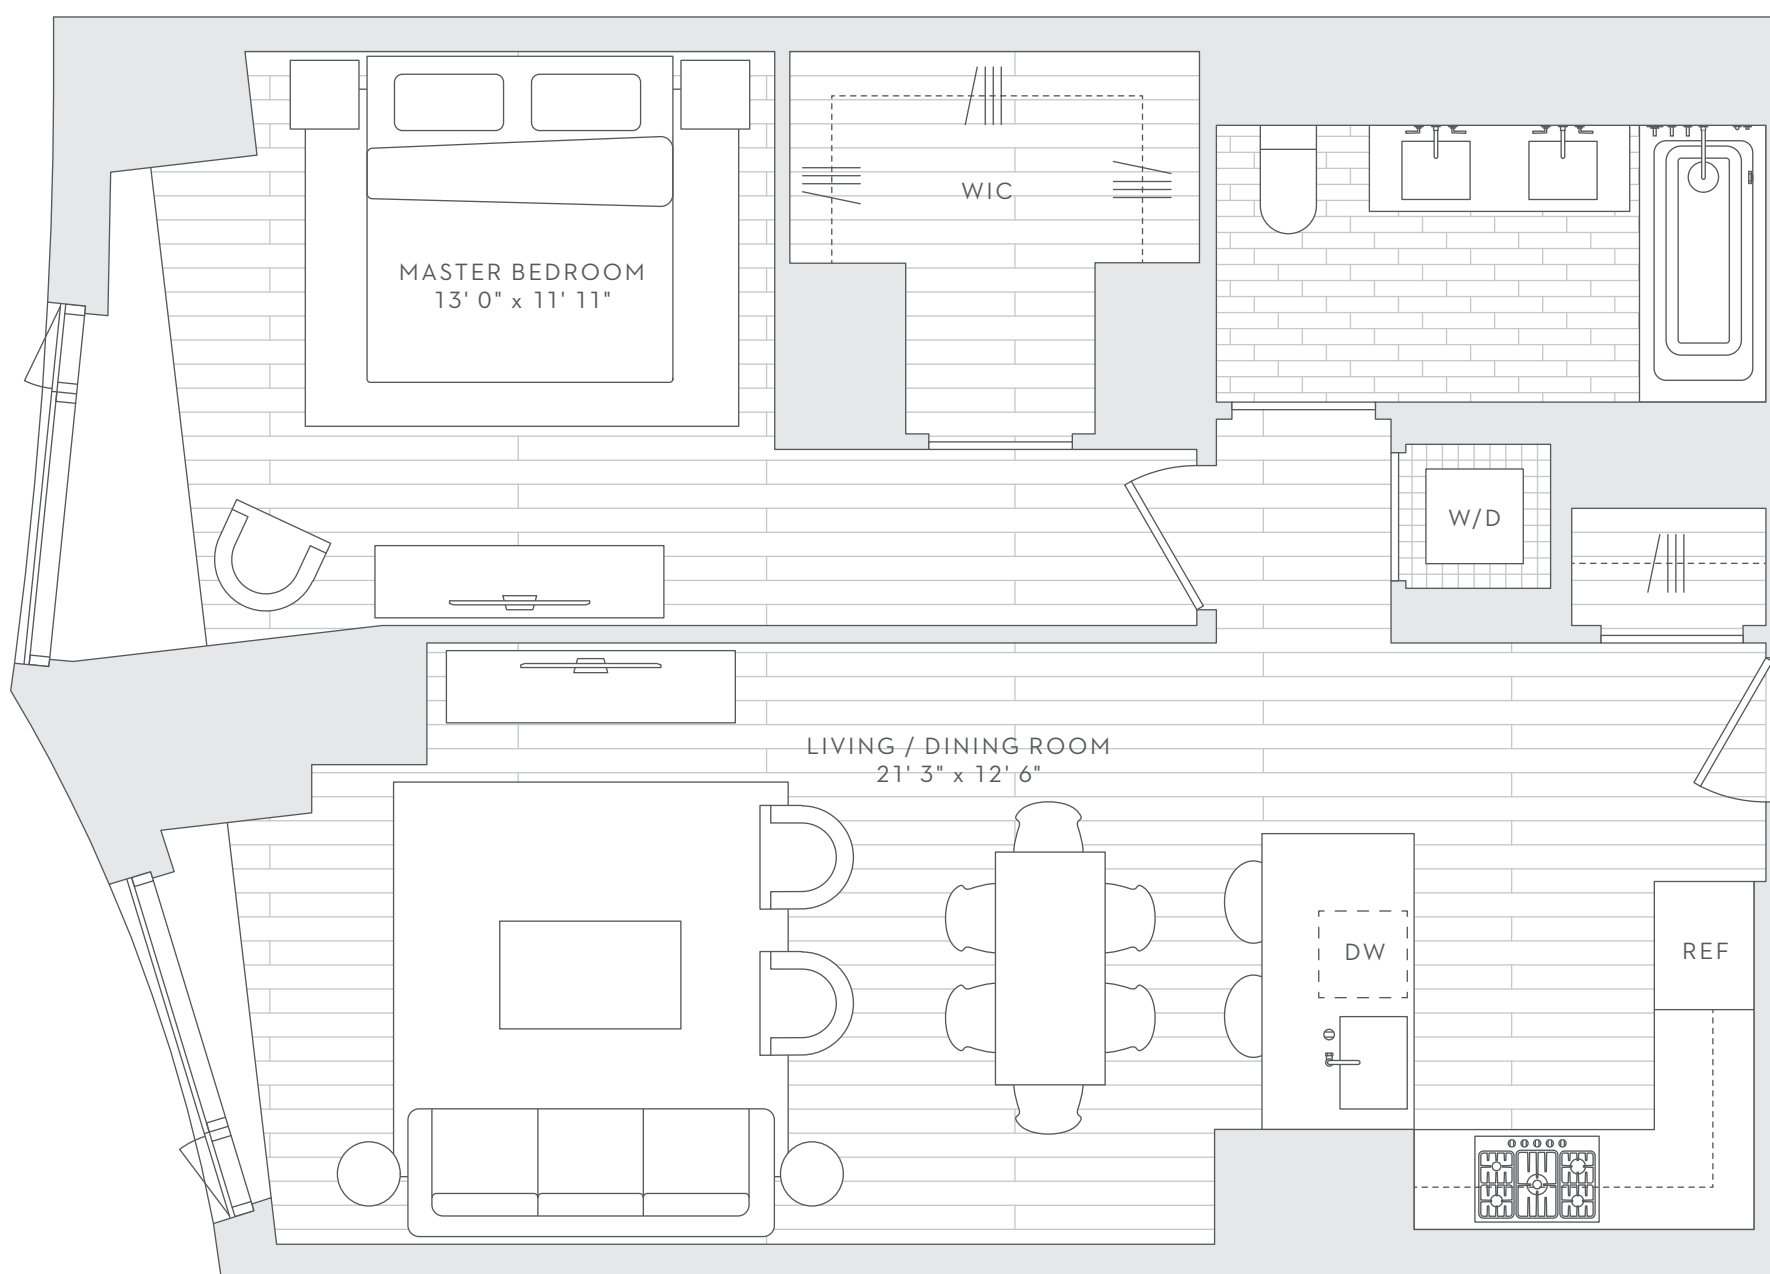 WIC
MASTER BEDROOM
13' 0" x 11' 11"
W/D
LIVING / DINING ROOM
21' 3" x 12' 6"
DW
REF